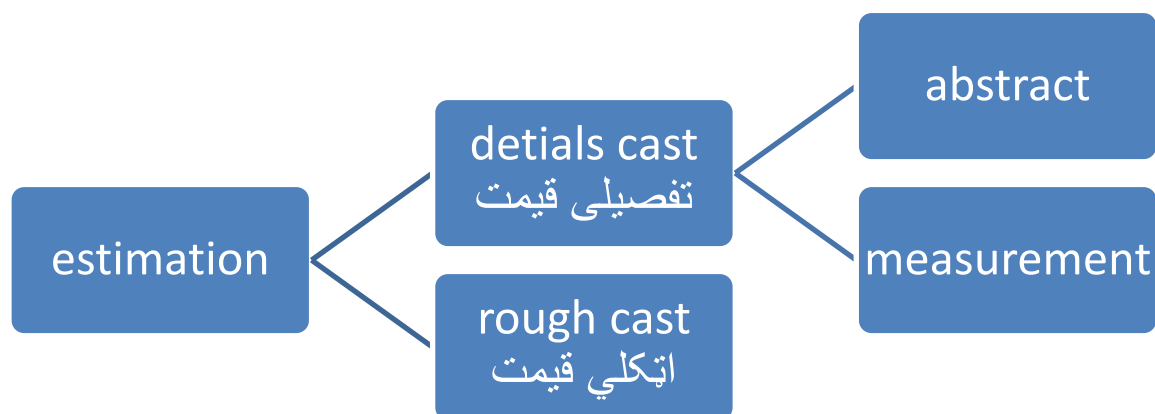 estimation
detials cast
تفصیلی قیمت
rough cast
اټکلي قیمت
abstract
measurement